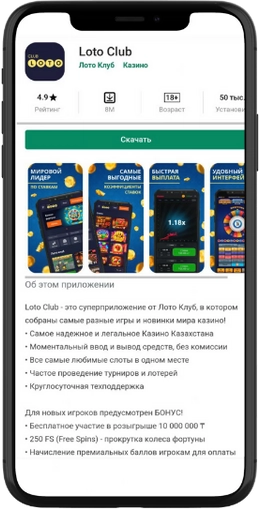 CLUB
LOTO
Loto Club
Лото Клуб Казино
4.9★
Рейтинг
8M
18+
Возраст
50 тыс.
Скачать
МИРОВОЙ
ЛИДЕР
ПО СТАВКАМ
САМЫЕ
ВЫГОДНЫЕ
КОЭФФИЦИЕНТЫ
СТАВОК
БЫСТРАЯ
ВЫПЛАТА
1.18x
УДОБНЫЙ
Об этом приложении
Loto Club - это суперприложение от Лото Клуб, в котором
собраны самые разные игры и новинки мира казино!
• Самое надежное и легальное Казино Казахстана
• Моментальный ввод и вывод средств, без комиссии
• Все самые любимые слоты в одном месте
• Частое проведение турниров и лотерей
• Круглосуточная техподдержка
Для новых игроков предусмотрен БОНУС!
• Бесплатное участие в розыгрыше 10 000 000 ₸
• 250 FS (Free Spins) - прокрутка колеса фортуны
• Начисление премиальных баллов игрокам для оплаты